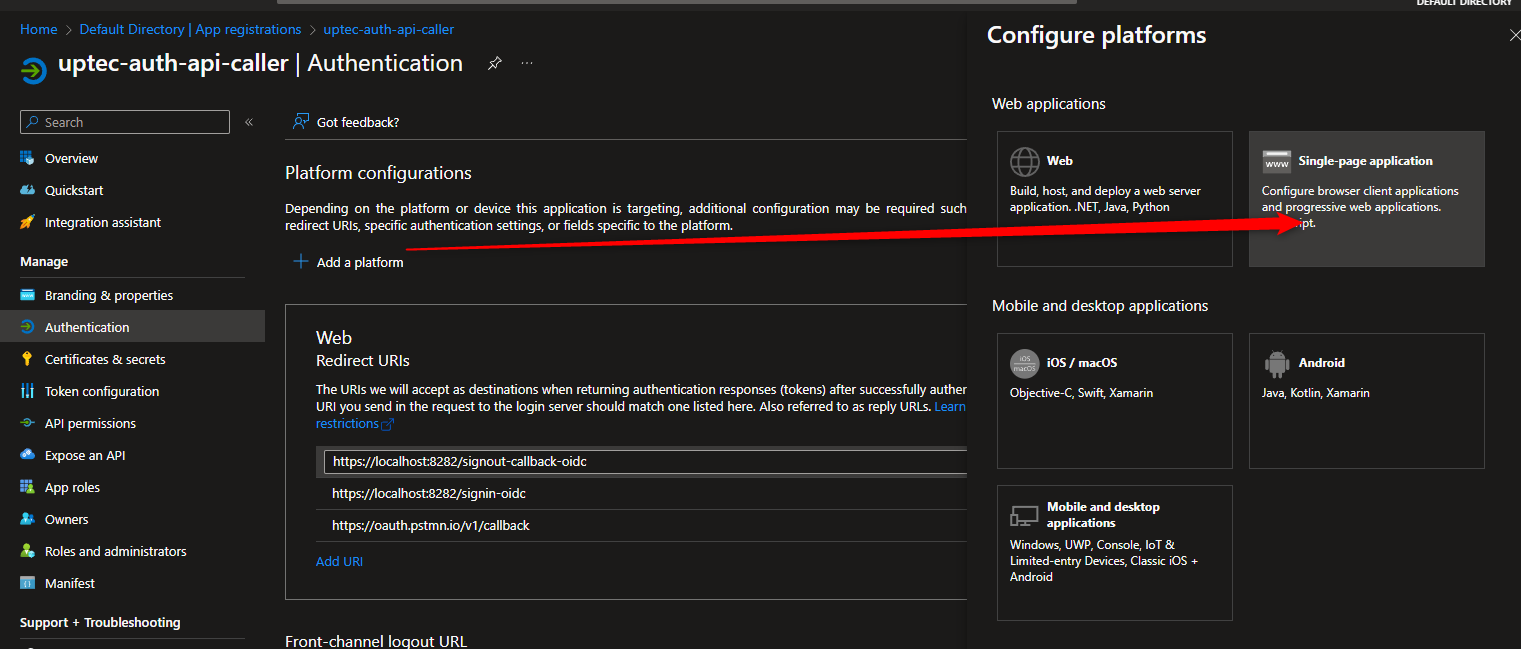 DEFAULT DIRECTORY
Home > Default Directory | App registrations > uptec-auth-api-caller
uptec-auth-api-caller | Authentication
...
Search
«
Overview
Quickstart
Integration assistant
Manage
Branding & properties
Authentication
Certificates & secrets
Token configuration
API permissions
Expose an API
App roles
Owners
Roles and administrators
Manifest
Support + Troubleshooting
Got feedback?
Platform configurations
Depending on the platform or device this application is targeting, additional configuration may be required such
redirect URIs, specific authentication settings, or fields specific to the platform.
Add a platform
Web
Redirect URIs
The URIs we will accept as destinations when returning authentication responses (tokens) after successfully authen
URI you send in the request to the login server should match one listed here. Also referred to as reply URLs. Learn
restrictions
https://localhost:8282/signout-callback-oidc
https://localhost:8282/signin-oidc
https://oauth.pstmn.io/v1/callback
Add URI
Front-channel logout URL
Configure platforms
Web applications
Web
Build, host, and deploy a web server
application. .NET, Java, Python
www
Single-page application
Configure browser client applications
and progressive web applications.
ipt.
Mobile and desktop applications
iOS
macOS
iOS / macOS
Objective-C, Swift, Xamarin
Android
Java, Kotlin, Xamarin
Mobile and desktop
applications
Windows, UWP, Console, IoT &
Limited-entry Devices, Classic iOS +
Android